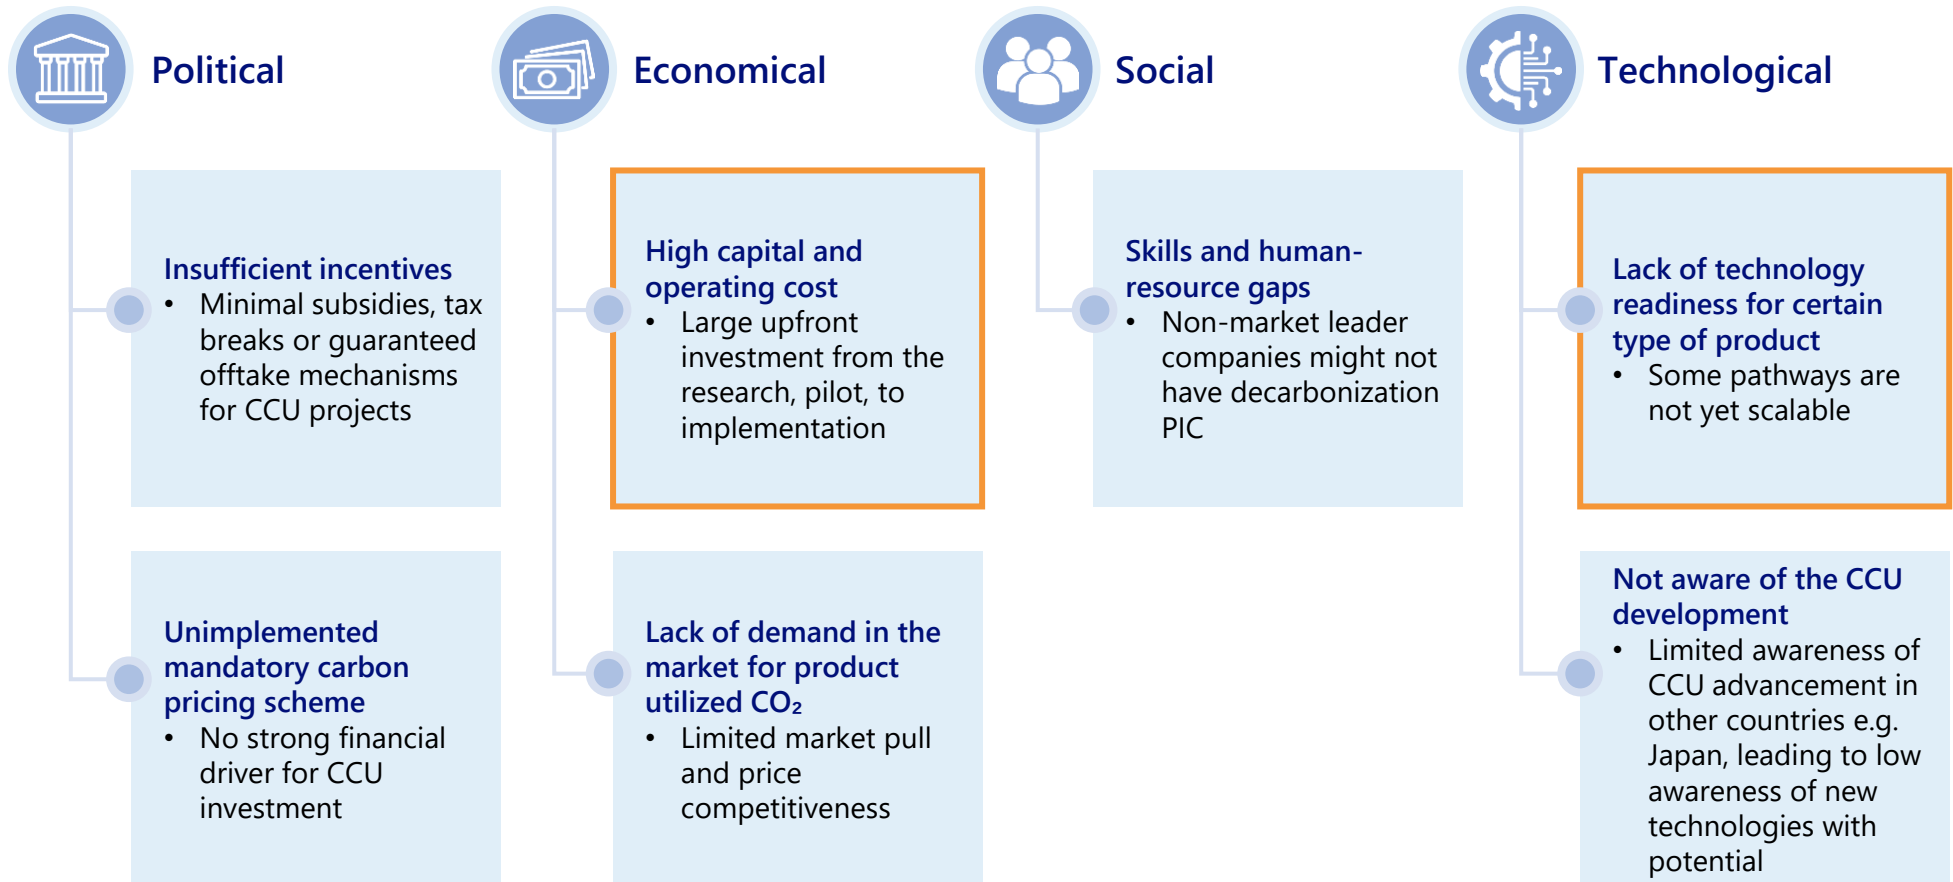 Political
Insufficient incentives
• Minimal subsidies, tax
breaks or guaranteed
offtake mechanisms
for CCU projects
Unimplemented
mandatory carbon
pricing scheme
• No strong financial
driver for CCU
investment
Economical
High capital and
operating cost
• Large upfront
investment from the
research, pilot, to
implementation
Lack of demand in the
market for product
utilized CO₂
• Limited market pull
and price
competitiveness
Social
Skills and human-
resource gaps
• Non-market leader
companies might not
have decarbonization
PIC
Technological
Lack of technology
readiness for certain
type of product
• Some pathways are
not yet scalable
Not aware of the CCU
development
• Limited awareness of
CCU advancement in
other countries e.g.
Japan, leading to low
awareness of new
technologies with
potential